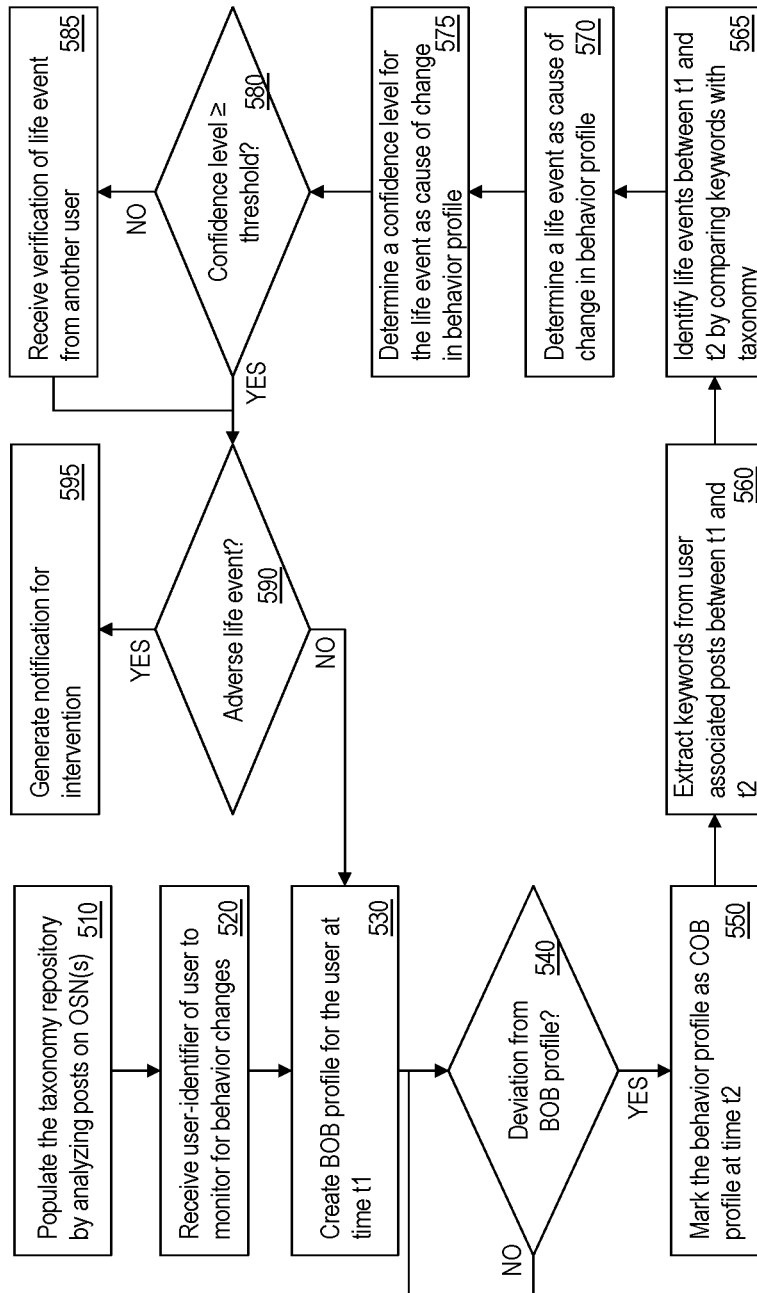 Populate the taxonomy repository
by analyzing posts on OSN(s) 510
Receive user-identifier of user to
monitor for behavior changes 520
Create BOB profile for the user at
time t1 530
Deviation from
BOB profile?
540
NO
YES
Mark the behavior profile as COB
profile at time t2 550
Extract keywords from user
associated posts between t1 and
t2 560
Identify life events between t1 and
t2 by comparing keywords with
taxonomy 565
Determine a life event as cause of
change in behavior profile 570
Determine a confidence level for
the life event as cause of change
in behavior profile 575
Confidence level ≥
threshold? 580
NO
YES
Receive verification of life event
from another user 585
Adverse life event?
590
YES
NO
Generate notification for
intervention 595